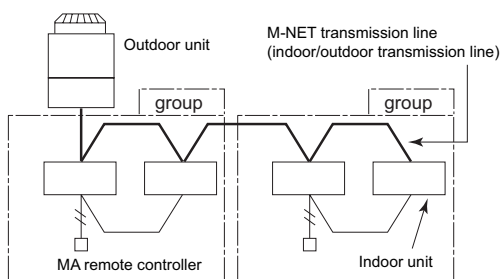 Outdoor unit
M-NET transmission line
(indoor/outdoor transmission line)
group
group
MA remote controller
Indoor unit